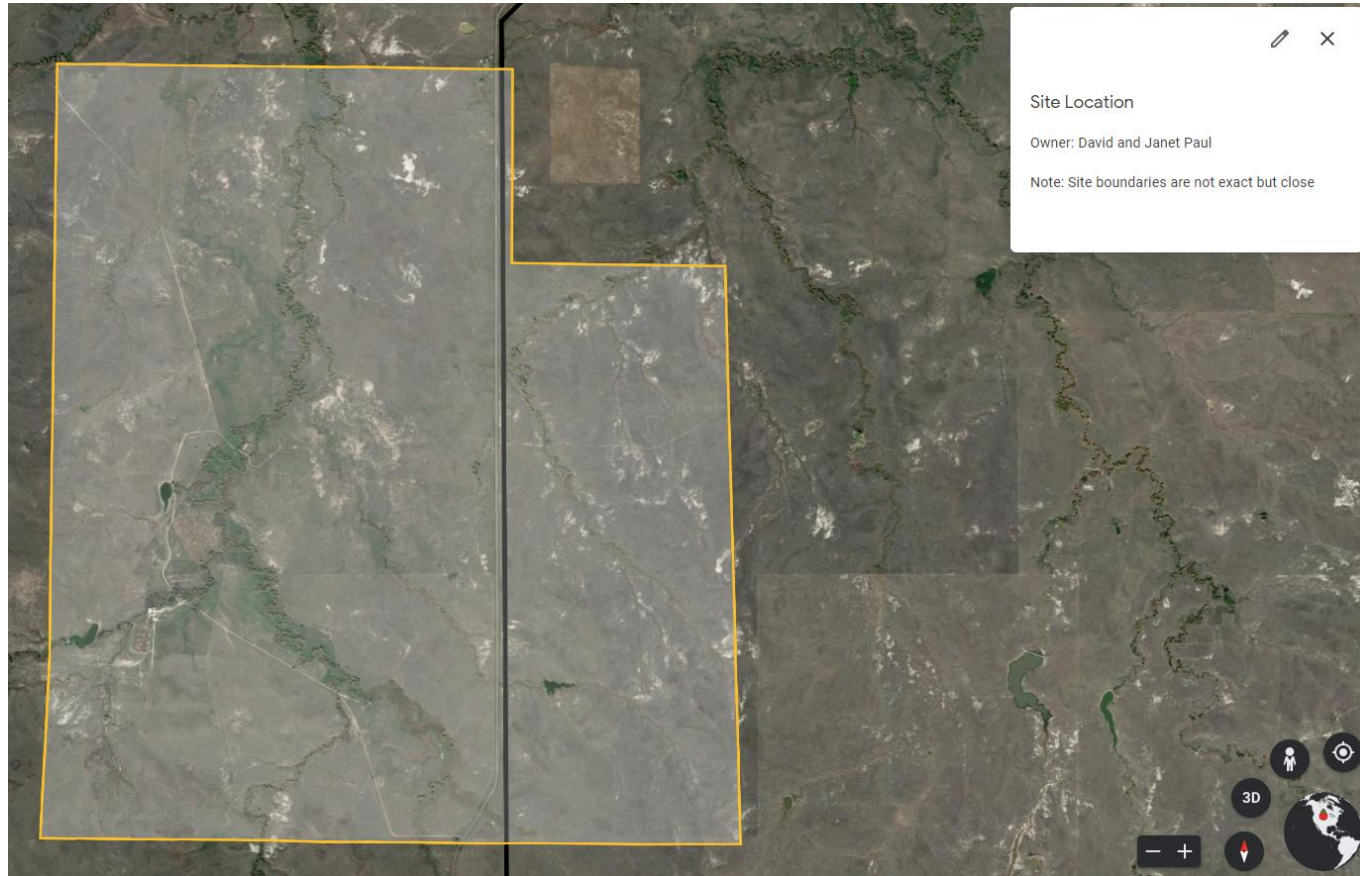 Site Location
Owner: David and Janet Paul
Note: Site boundaries are not exact but close
3D